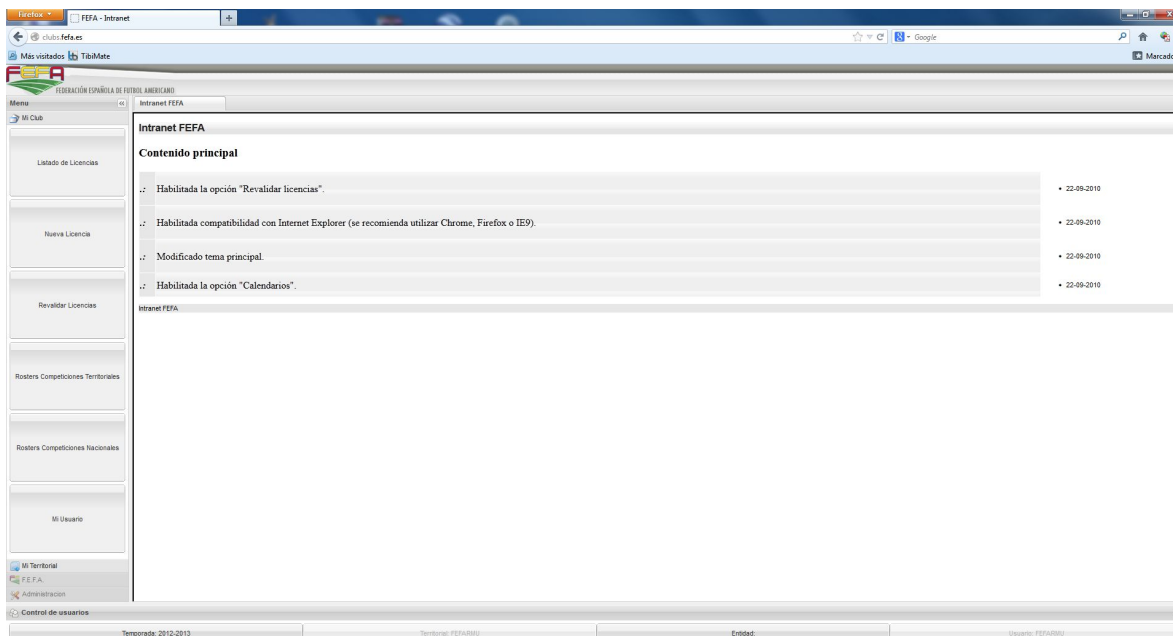 Firefox
FEFA - Intranet
clubs.fefa.es
Google
Más visitados
TibiMate
Marcado
FEFA
FEDERACIÓN ESPAÑOLA DE FUTBOL AMERICANO
Menu
Intranet FEFA
Mi Club
Intranet FEFA
Contenido principal
Listado de Licencias
.: Habilitada la opción "Revalidar licencias". • 22-09-2010
.: Habilitada compatibilidad con Internet Explorer (se recomienda utilizar Chrome, Firefox o IE9). • 22-09-2010
Nueva Licencia
.: Modificado tema principal. • 22-09-2010
.: Habilitada la opción "Calendarios". • 22-09-2010
Revalidar Licencias
Intranet FEFA
Rosters Competiciones Territoriales
Rosters Competiciones Nacionales
Mi Usuario
Mi Territorial
F.E.F.A.
Administracion
Control de usuarios
Temporada: 2012-2013
Territorial: FEFARMU
Entidad:
Usuario: FEFARMU